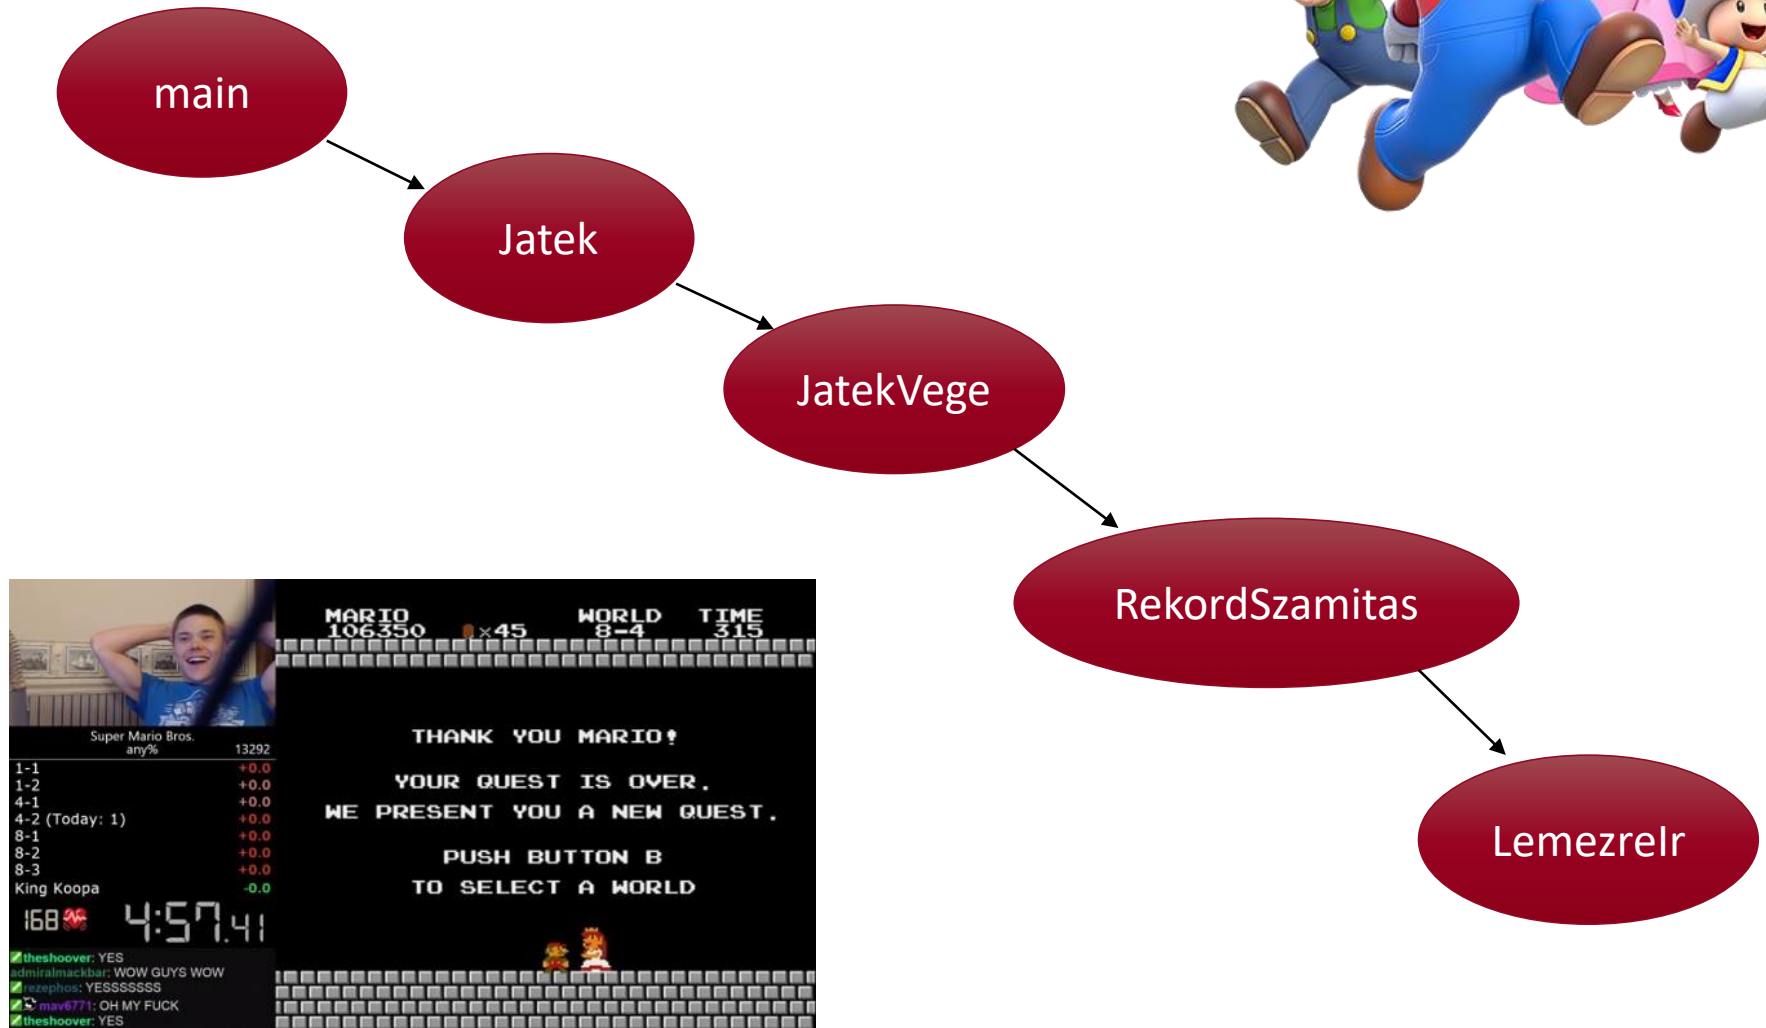 main
Jatek
JatekVege
RekordSzamitas
LemezreIr
MARIO WORLD TIME
106350 ×45 8-4 315
THANK YOU MARIO!
YOUR QUEST IS OVER.
WE PRESENT YOU A NEW QUEST.
PUSH BUTTON B
TO SELECT A WORLD
Super Mario Bros.
any% 13292
1-1 +0.0
1-2 +0.0
4-1 +0.0
4-2 (Today: 1) +0.0
8-1 +0.0
8-2 +0.0
8-3 +0.0
King Koopa -0.0
168 4:57.41
theshoover: YES
admiralmackbar: WOW GUYS WOW
rezephos: YESSSSSSS
mav6771: OH MY FUCK
theshoover: YES